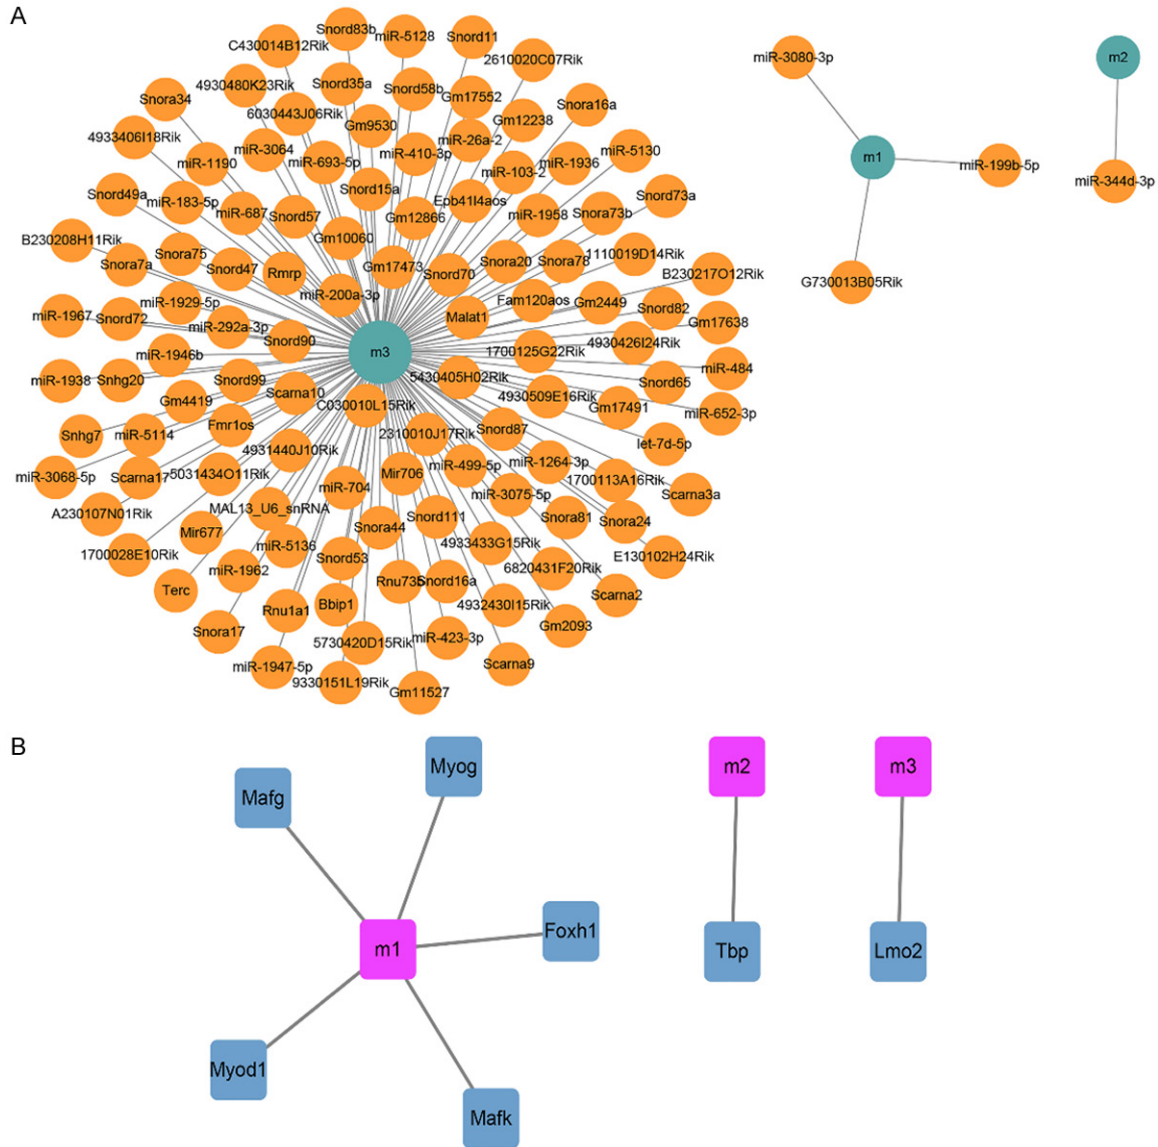 A
Snord83b
miR-5128
Snord11
C430014B12Rik
2610020C07Rik
4930480K23Rik
Snord35a
Snord58b
Gm17552
Snora34
6030443J06Rik
Gm9530
Gm12238
Snora16a
4933406I18Rik
miR-3064
miR-693-5p
miR-410-3p
miR-26a-2
miR-1190
miR-103-2
miR-1936
miR-5130
Snord49a
miR-183-5p
miR-687
Snord57
Snord15a
Gm12866
Epb41l4aos
miR-1958
Snora73b
Snord73a
B230208H11Rik
Snora7a
Snora75
Snord47
Rmrp
Gm10060
miR-200a-3p
Gm17473
Snord70
Snora20
Snora78
1110019D14Rik
B230217O12Rik
miR-1967
Snord72
miR-1929-5p
miR-292a-3p
Snord90
m3
Malat1
Fam120aos
Gm2449
Snord82
Gm17638
miR-1946b
1700125G22Rik
4930426I24Rik
miR-1938
Snhg20
Snord99
Scarna10
5430405H02Rik
Snord65
miR-484
Gm4419
C030010L15Rik
4930509E16Rik
Gm17491
miR-652-3p
Snhg7
miR-5114
Fmr1os
4931440J10Rik
2310010J17Rik
Snord87
let-7d-5p
miR-3068-5p
Scarna17
5031434O11Rik
miR-704
Mir706
miR-499-5p
miR-1264-3p
1700113A16Rik
Scarna3a
A230107N01Rik
MAL13_U6_snRNA
miR-3075-5p
Snora81
Snora24
1700028E10Rik
Mir677
miR-5136
Snora44
Snord111
4933433G15Rik
E130102H24Rik
Terc
miR-1962
Snord53
Rnu73b
Snord16a
6820431F20Rik
Scarna2
Snora17
Rnu1a1
Bbip1
4932430I15Rik
Gm2093
miR-1947-5p
5730420D15Rik
miR-423-3p
Scarna9
9330151L19Rik
Gm11527
miR-3080-3p
m1
miR-199b-5p
G730013B05Rik
m2
miR-344d-3p
B
Mafg
Myog
m1
Foxh1
Myod1
Mafk
m2
Tbp
m3
Lmo2